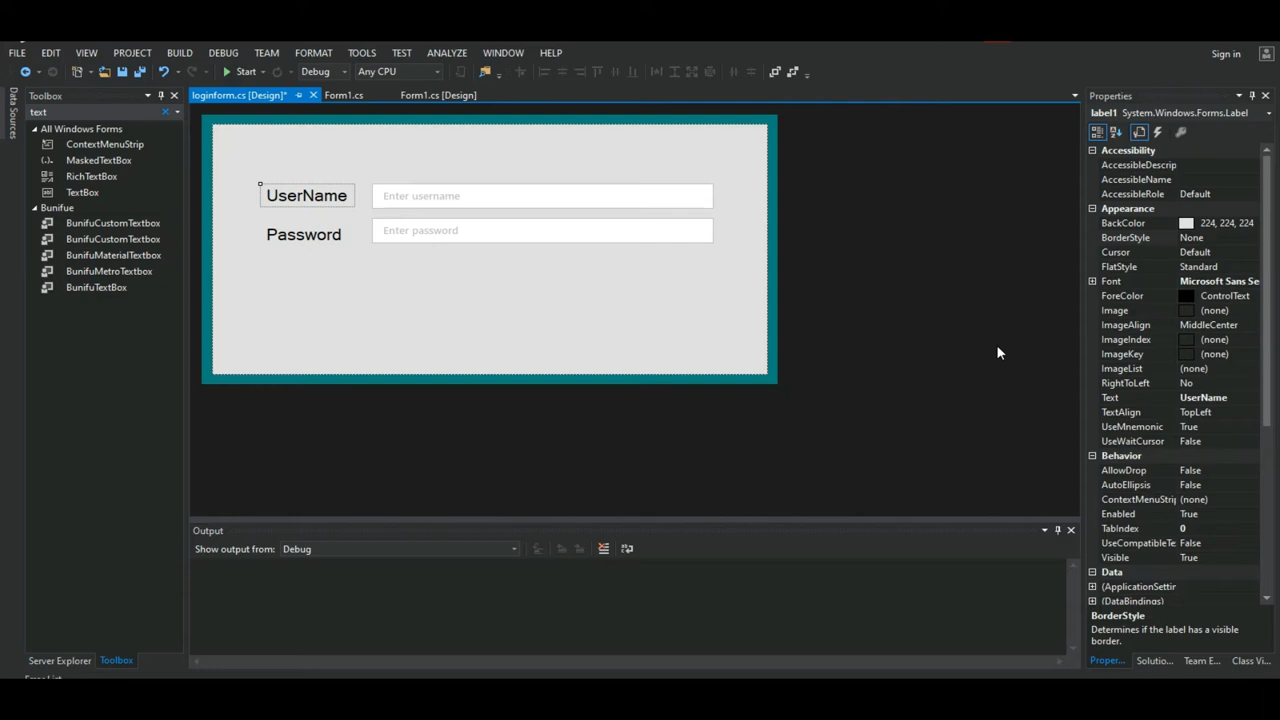 FILE EDIT VIEW PROJECT BUILD DEBUG TEAM FORMAT TOOLS TEST ANALYZE WINDOW HELP Sign in
Start Debug Any CPU
Data Sources
Toolbox
text
All Windows Forms
ContextMenuStrip
MaskedTextBox
RichTextBox
TextBox
Bunifue
BunifuCustomTextbox
BunifuCustomTextbox
BunifuMaterialTextbox
BunifuMetroTextbox
BunifuTextBox
Server Explorer Toolbox
loginform.cs [Design]* Form1.cs Form1.cs [Design]
UserName Enter username
Password Enter password
Output
Show output from: Debug
Properties
label1 System.Windows.Forms.Label
Accessibility
AccessibleDescrip
AccessibleName
AccessibleRole Default
Appearance
BackColor 224, 224, 224
BorderStyle None
Cursor Default
FlatStyle Standard
Font Microsoft Sans Se
ForeColor ControlText
Image (none)
ImageAlign MiddleCenter
ImageIndex (none)
ImageKey (none)
ImageList (none)
RightToLeft No
Text UserName
TextAlign TopLeft
UseMnemonic True
UseWaitCursor False
Behavior
AllowDrop False
AutoEllipsis False
ContextMenuStrip (none)
Enabled True
TabIndex 0
UseCompatibleTe False
Visible True
Data
(ApplicationSettin
(DataBindings)
BorderStyle
Determines if the label has a visible
border.
Proper... Solutio... Team E... Class Vi...